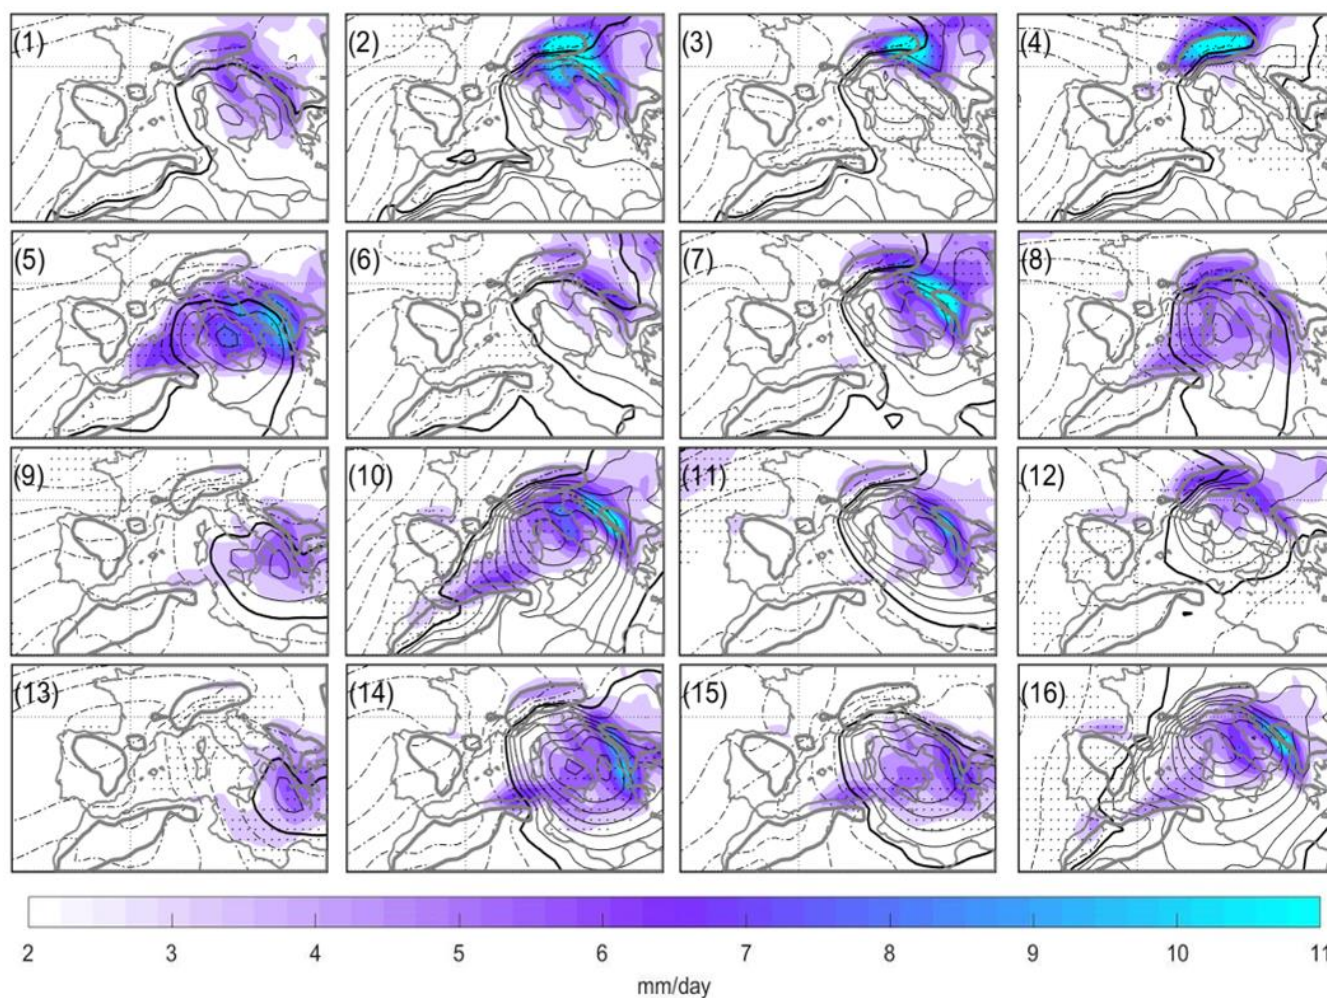 (1) (2) (3) (4)
(5) (6) (7) (8)
(9) (10) (11) (12)
(13) (14) (15) (16)
2 3 4 5 6 7 8 9 10 11
mm/day